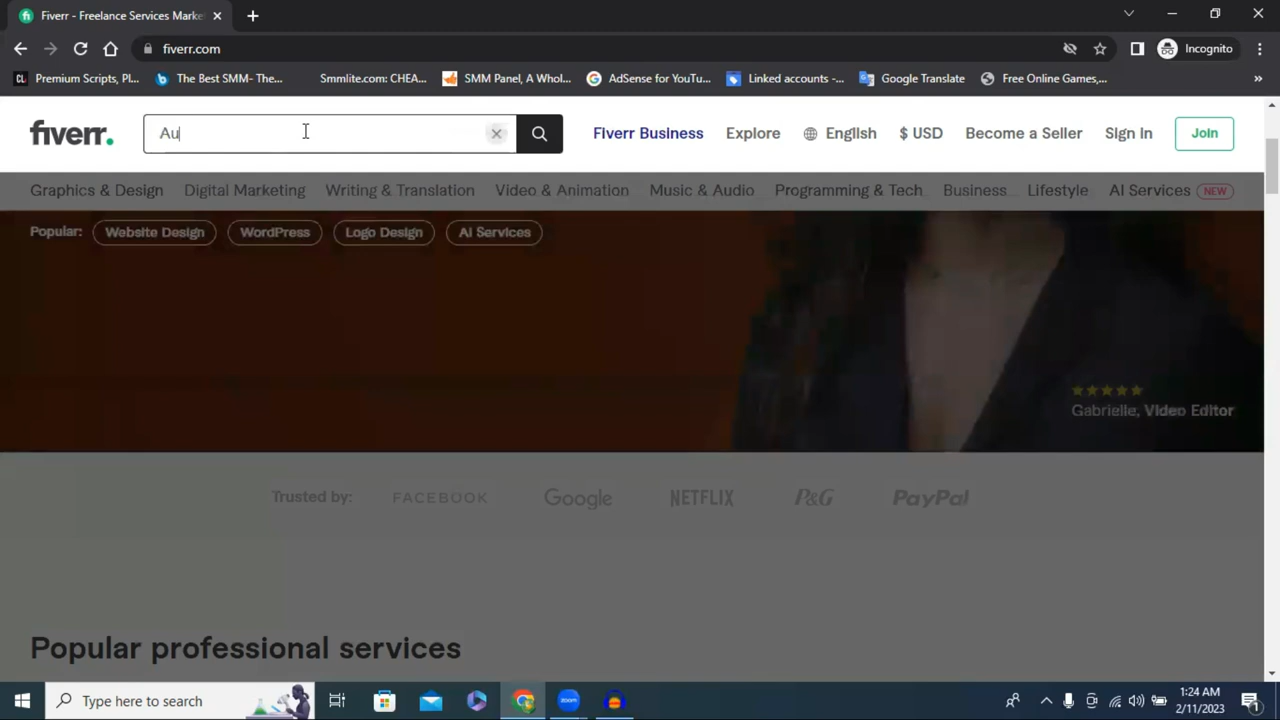 Fiverr - Freelance Services Marke
fiverr.com
Incognito
CL Premium Scripts, Pl...
The Best SMM- The...
Smmlite.com: CHEA...
SMM Panel, A Whol...
AdSense for YouTu...
Linked accounts -...
Google Translate
Free Online Games,...
»
fiverr.
Au
Fiverr Business
Explore
English
$ USD
Become a Seller
Sign In
Join
Graphics & Design
Digital Marketing
Writing & Translation
Video & Animation
Music & Audio
Programming & Tech
Business
Lifestyle
AI Services NEW
Popular:
Website Design
WordPress
Logo Design
AI Services
★★★★★
Gabrielle, Video Editor
Trusted by:
FACEBOOK
Google
NETFLIX
P&G
PayPal
Popular professional services
Type here to search
zoom
1:24 AM
2/11/2023
1